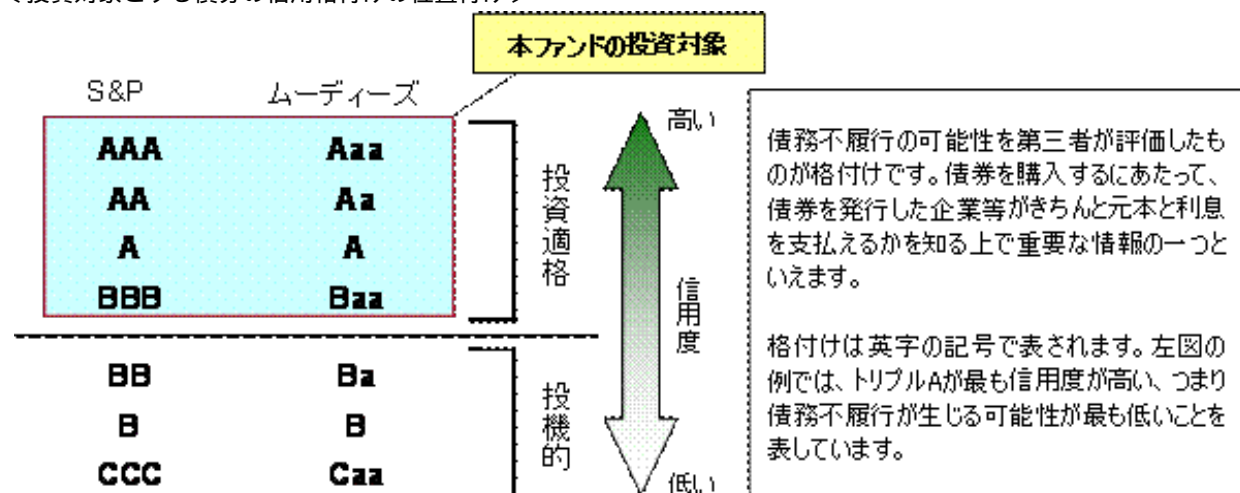 本ファンドの投資対象
S&P ムーディーズ
AAA Aaa
AA Aa
A A
BBB Baa
投資適格
BB Ba
B B
CCC Caa
投機的
高い
信用度
低い
債務不履行の可能性を第三者が評価したも
のが格付けです。債券を購入するにあたって、
債券を発行した企業等がきちんと元本と利息
を支払えるかを知る上で重要な情報の一つと
いえます。
格付けは英字の記号で表されます。左図の
例では、トリプルAが最も信用度が高い、つまり
債務不履行が生じる可能性が最も低いことを
表しています。